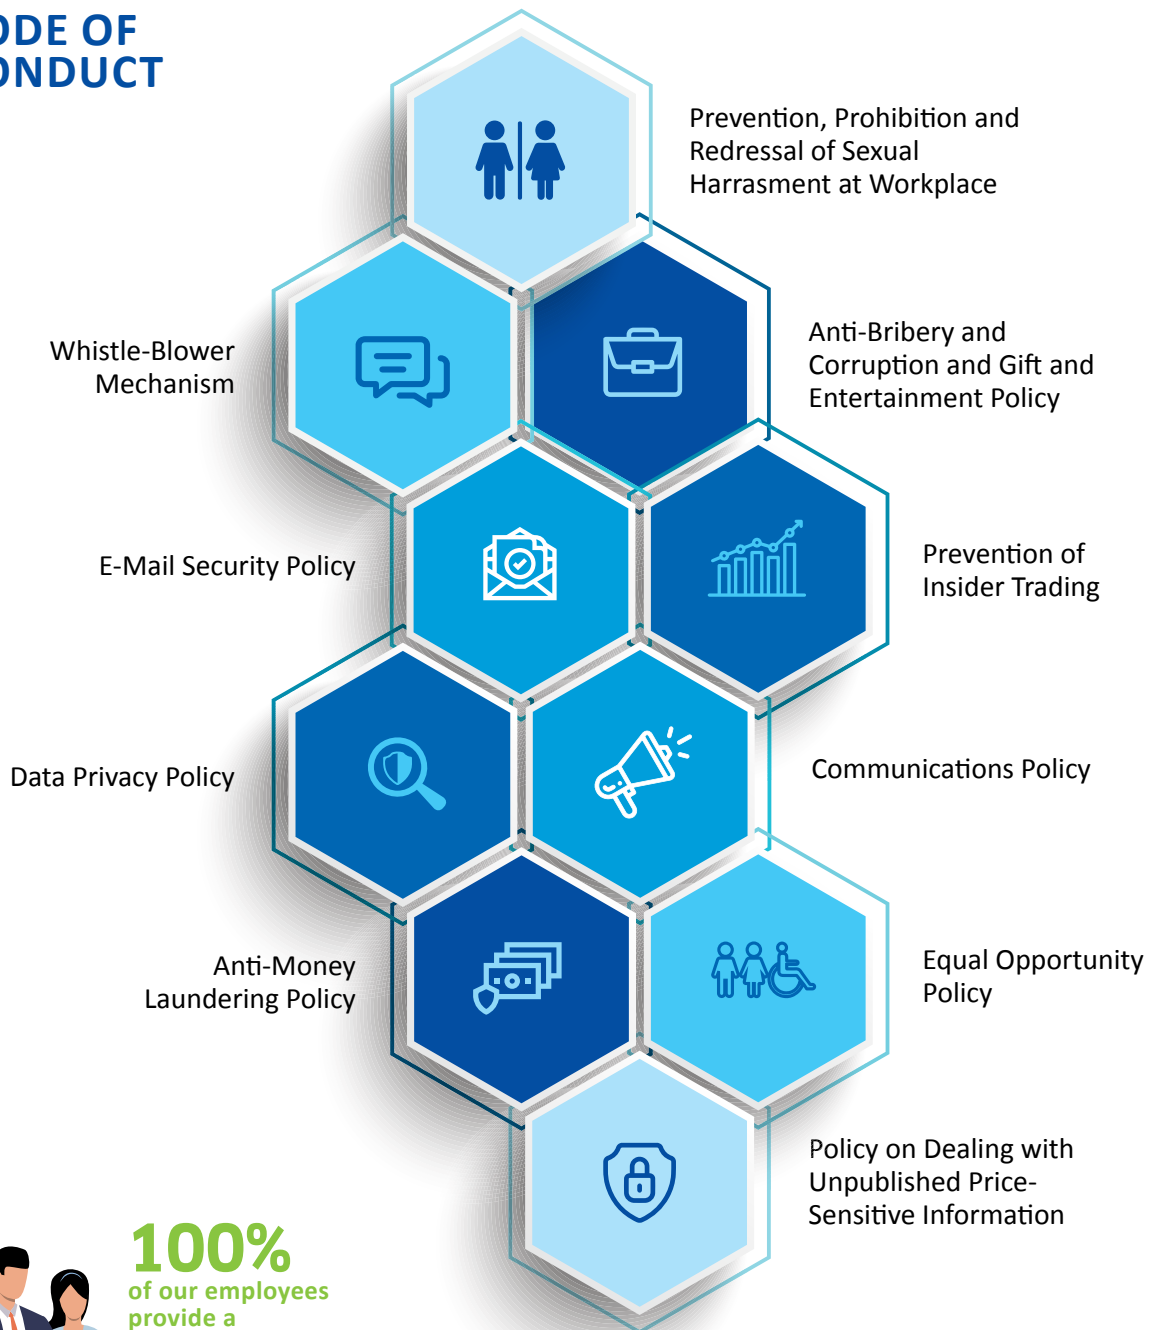 ODE OF
ONDUCT
Prevention, Prohibition and
Redressal of Sexual
Harrasment at Workplace
Whistle-Blower
Mechanism
Anti-Bribery and
Corruption and Gift and
Entertainment Policy
E-Mail Security Policy
Prevention of
Insider Trading
Data Privacy Policy
Communications Policy
Anti-Money
Laundering Policy
Equal Opportunity
Policy
Policy on Dealing with
Unpublished Price-
Sensitive Information
100%
of our employees
provide a